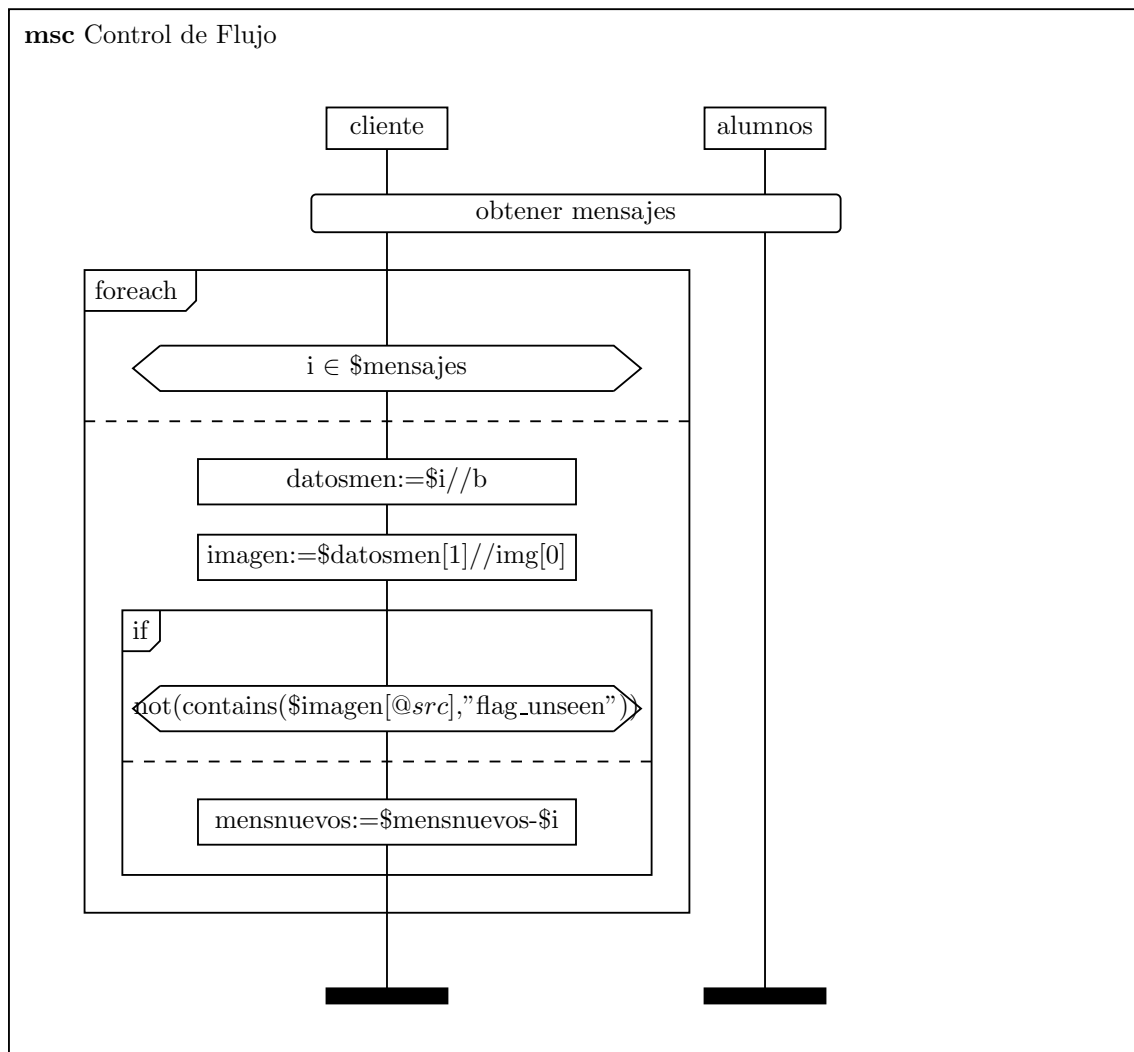 msc Control de Flujo
cliente
alumnos
obtener mensajes
foreach
i ∈ $mensajes
datosmen:=$i//b
imagen:=$datosmen[1]//img[0]
if
not(contains($imagen[@src],”flag_unseen”))
mensnuevos:=$mensnuevos-$i